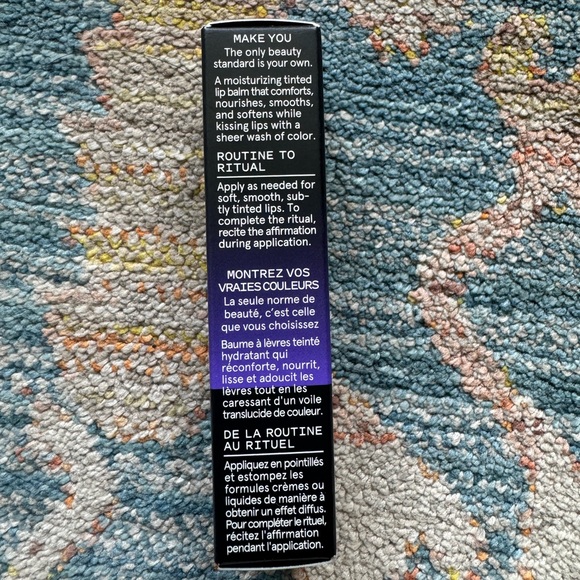 MAKE YOU
The only beauty
standard is your own.
A moisturizing tinted
lip balm that comforts,
nourishes, smooths,
and softens while
kissing lips with a
sheer wash of color.
ROUTINE TO
RITUAL
Apply as needed for
soft, smooth, sub-
tly tinted lips. To
complete the ritual,
recite the affirmation
during application.
MONTREZ VOS
VRAIES COULEURS
La seule norme de
beauté, c'est celle
que vous choisissez
Baume à lèvres teinté
hydratant qui
réconforte, nourrit,
lisse et adoucit les
lèvres tout en les
caressant d'un voile
translucide de couleur.
DE LA ROUTINE
AU RITUEL
Appliquez en pointillés
et estompez les
formules crèmes ou
liquides de manière à
obtenir un effet diffus.
Pour compléter le rituel,
récitez l'affirmation
pendant l'application.